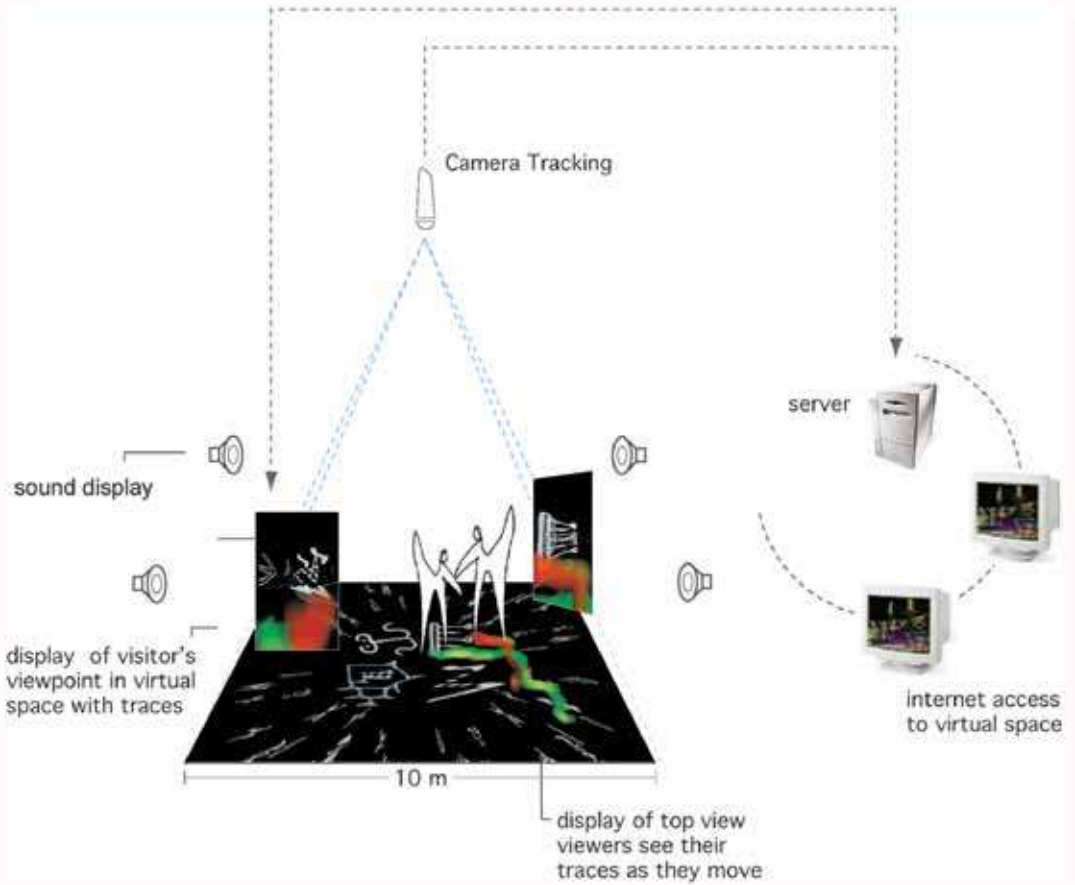 Camera Tracking
server
sound display
display of visitor's
viewpoint in virtual
space with traces
internet access
to virtual space
10 m
display of top view
viewers see their
traces as they move